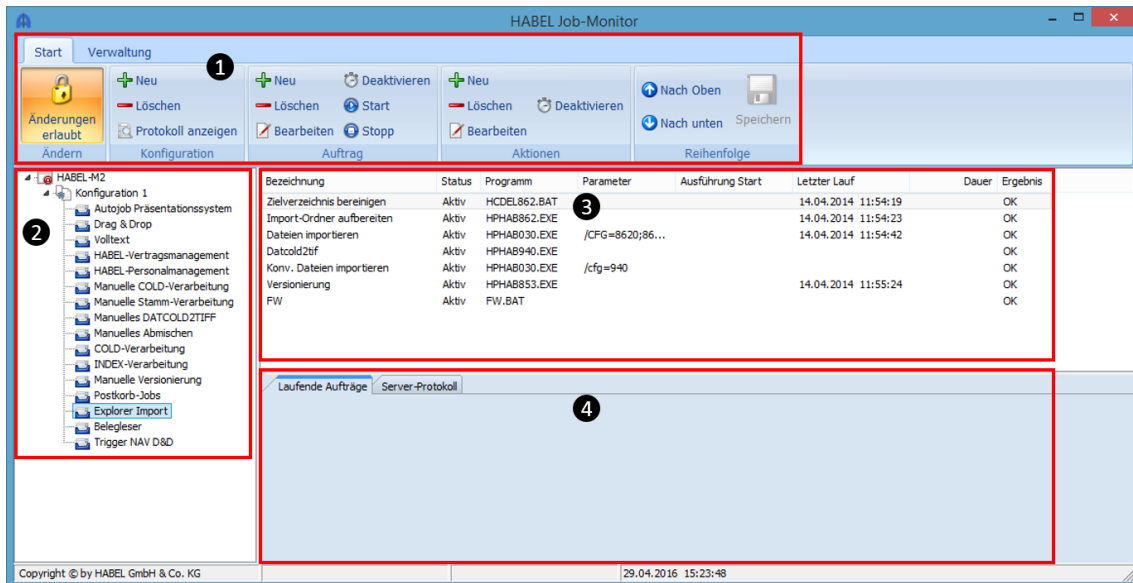 HABEL Job-Monitor
Start Verwaltung
1
Änderungen erlaubt
Ändern
Neu
Löschen
Protokoll anzeigen
Konfiguration
Neu Deaktivieren
Löschen Start
Bearbeiten Stopp
Auftrag
Neu
Löschen Deaktivieren
Bearbeiten
Aktionen
Nach Oben
Nach unten
Speichern
Reihenfolge
2
HABEL-M2
Konfiguration 1
Autojob Präsentationssystem
Drag & Drop
Volltext
HABEL-Vertragsmanagement
HABEL-Personalmanagement
Manuelle COLD-Verarbeitung
Manuelle Stamm-Verarbeitung
Manuelles DATCOLD2TIFF
Manuelles Abmischen
COLD-Verarbeitung
INDEX-Verarbeitung
Manuelle Versionierung
Postkorb-Jobs
Explorer Import
Belegleser
Trigger NAV D&D
3
Bezeichnung Status Programm Parameter Ausführung Start Letzter Lauf Dauer Ergebnis
Zielverzeichnis bereinigen Aktiv HCDEL862.BAT 14.04.2014 11:54:19 OK
Import-Ordner aufbereiten Aktiv HPHAB862.EXE 14.04.2014 11:54:23 OK
Dateien importieren Aktiv HPHAB030.EXE /CFG=8620;86... 14.04.2014 11:54:42 OK
Datcold2tif Aktiv HPHAB940.EXE OK
Konv. Dateien importieren Aktiv HPHAB030.EXE /cfg=940 OK
Versionierung Aktiv HPHAB853.EXE 14.04.2014 11:55:24 OK
FW Aktiv FW.BAT OK
Laufende Aufträge Server-Protokoll
4
Copyright © by HABEL GmbH & Co. KG 29.04.2016 15:23:48